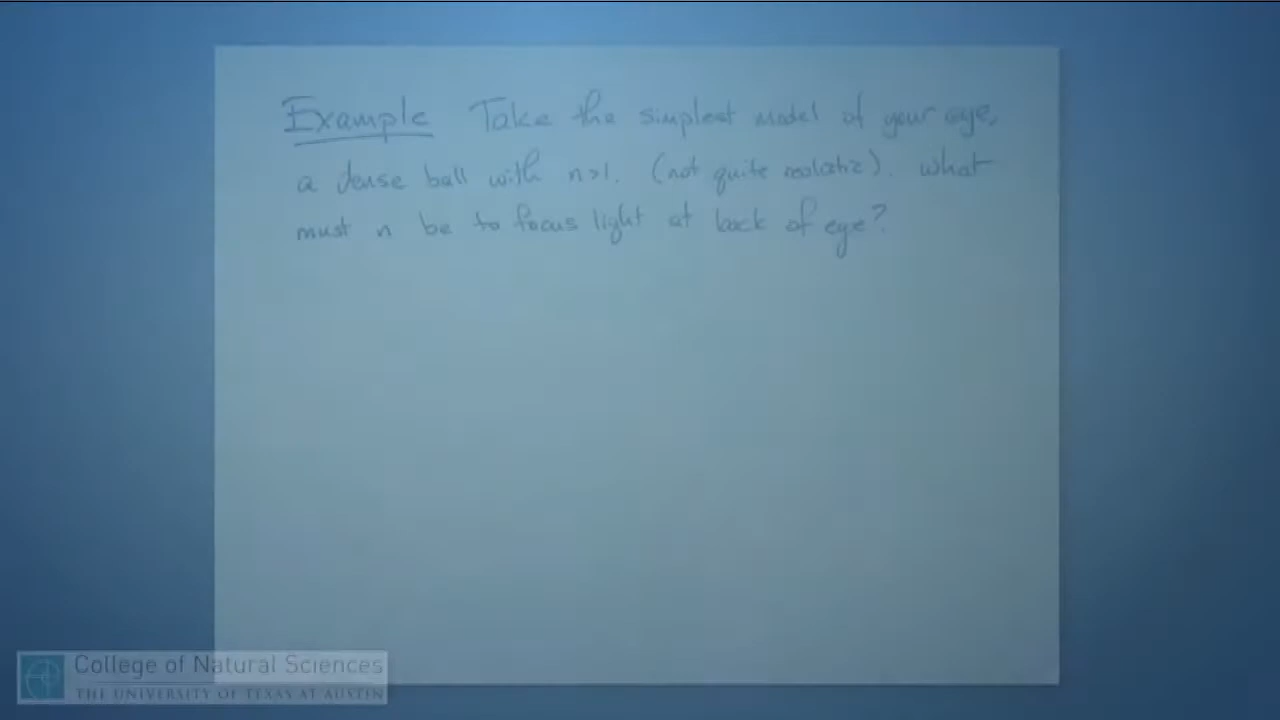 Example Take the simplest model of your eye,
a dense ball with n>1. (not quite realistic). What
must n be to focus light at back of eye?
College of Natural Sciences
THE UNIVERSITY OF TEXAS AT AUSTIN